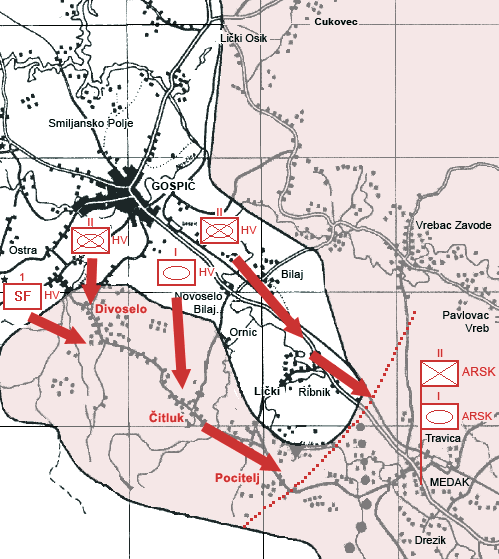 Cukovec
Lički Osik
Smiljansko Polje
GOSPIĆ
II
HV
Vrebac Zavode
II
HV
Ostra
I
HV
Bilaj
1
SF
HV
Novoselo
Bilaj.
Divoselo
Pavlovac
Vreb
Ornic
II
ARSK
Lički
Ribnik
I
ARSK
Čitluk
Travica
Pocitelj
MEDAK
Drezik